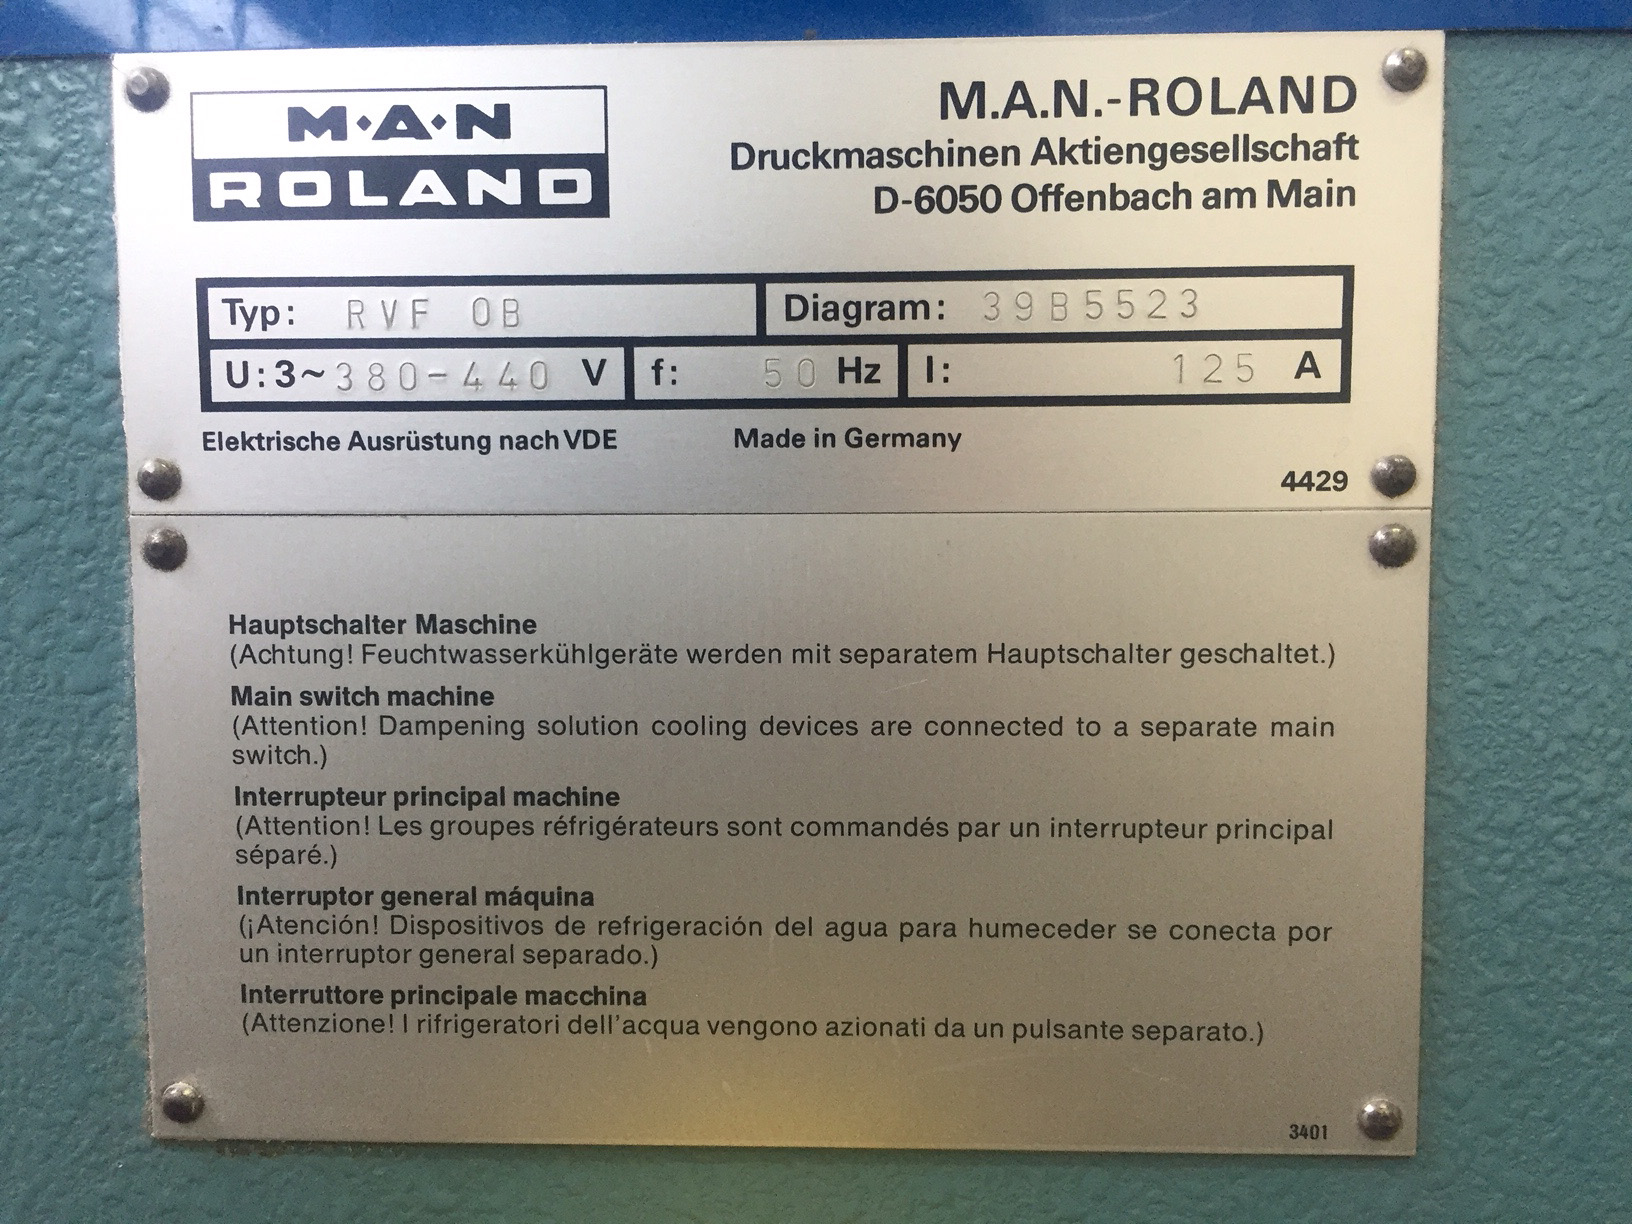 M·A·N
ROLAND
M.A.N.-ROLAND
Druckmaschinen Aktiengesellschaft
D-6050 Offenbach am Main
Typ: RVF 0B Diagram: 39B5523
U: 3~ 380-440 V f: 50 Hz I: 125 A
Elektrische Ausrüstung nach VDE Made in Germany
4429
Hauptschalter Maschine
(Achtung! Feuchtwasserkühlgeräte werden mit separatem Hauptschalter geschaltet.)
Main switch machine
(Attention! Dampening solution cooling devices are connected to a separate main
switch.)
Interrupteur principal machine
(Attention! Les groupes réfrigérateurs sont commandés par un interrupteur principal
séparé.)
Interruptor general máquina
(¡Atención! Dispositivos de refrigeración del agua para humeceder se conecta por
un interruptor general separado.)
Interruttore principale macchina
(Attenzione! I rifrigeratori dell'acqua vengono azionati da un pulsante separato.)
3401